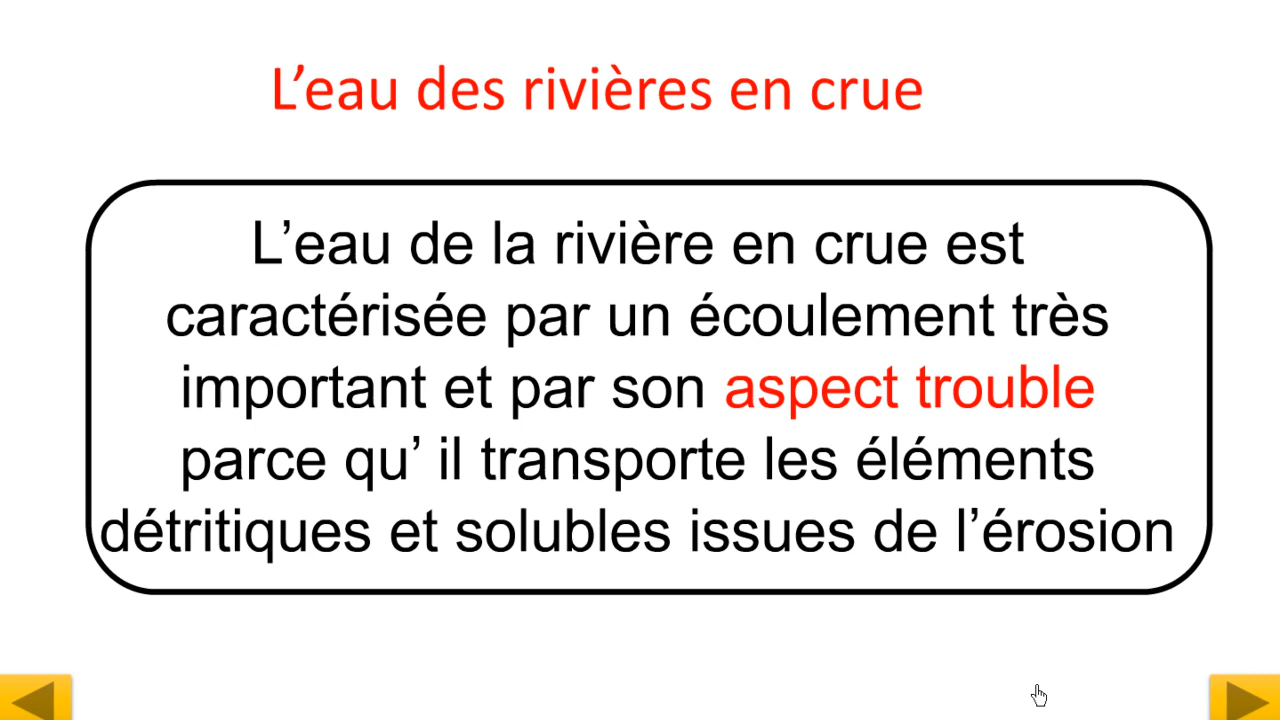 L’eau des rivières en crue
L’eau de la rivière en crue est
caractérisée par un écoulement très
important et par son aspect trouble
parce qu’ il transporte les éléments
détritiques et solubles issues de l’érosion